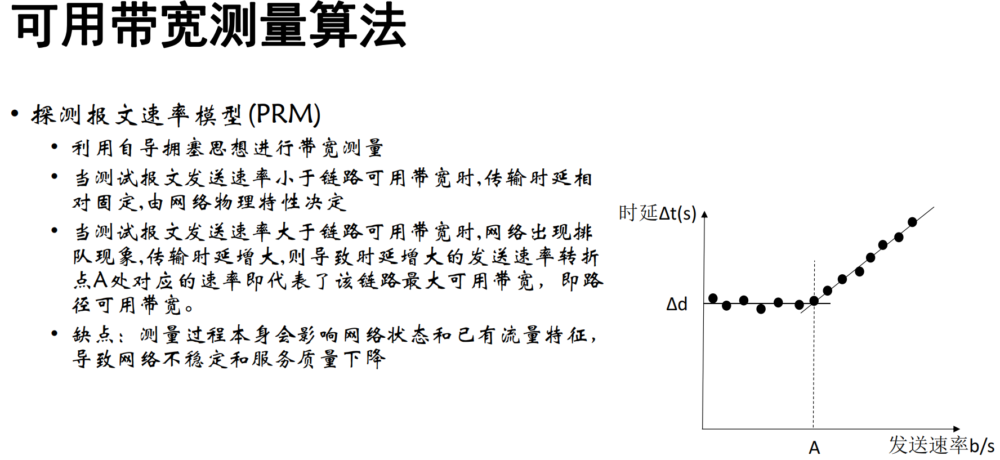 可用带宽测量算法
• 探测报文速率模型(PRM)
• 利用自导拥塞思想进行带宽测量
• 当测试报文发送速率小于链路可用带宽时,传输时延相
对固定,由网络物理特性决定
• 当测试报文发送速率大于链路可用带宽时,网络出现排
队现象,传输时延增大,则导致时延增大的发送速率转折
点A处对应的速率即代表了该链路最大可用带宽，即路
径可用带宽。
• 缺点：测量过程本身会影响网络状态和已有流量特征，
导致网络不稳定和服务质量下降
时延Δt(s)
Δd
A
发送速率b/s